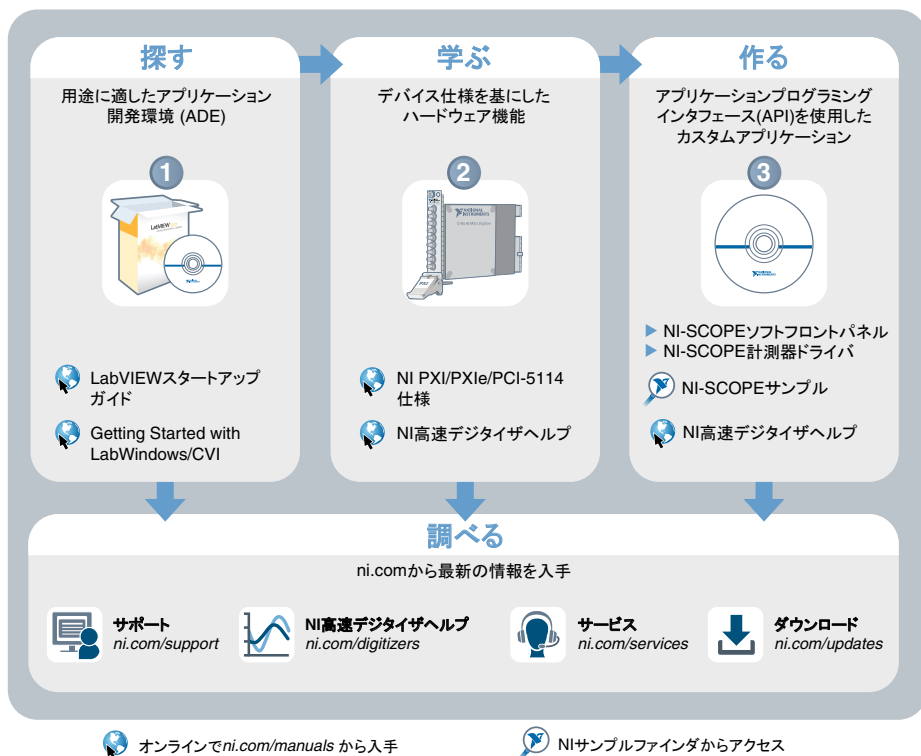 探す
用途に適したアプリケーション
開発環境 (ADE)
1
LabVIEW
LabVIEWスタートアップ
ガイド
Getting Started with
LabWindows/CVI
学ぶ
デバイス仕様を基にした
ハードウェア機能
2
NATIONAL
INSTRUMENTS
PXI
NI PXI/PXIe/PCI-5114
仕様
NI高速デジタイザヘルプ
作る
アプリケーションプログラミング
インタフェース(API)を使用した
カスタムアプリケーション
3
NI-SCOPEソフトフロントパネル
NI-SCOPE計測器ドライバ
NI-SCOPEサンプル
NI高速デジタイザヘルプ
調べる
ni.comから最新の情報を入手
サポート
ni.com/support
NI高速デジタイザヘルプ
ni.com/digitizers
サービス
ni.com/services
ダウンロード
ni.com/updates
オンラインでni.com/manuals から入手
NIサンプルファインダからアクセス